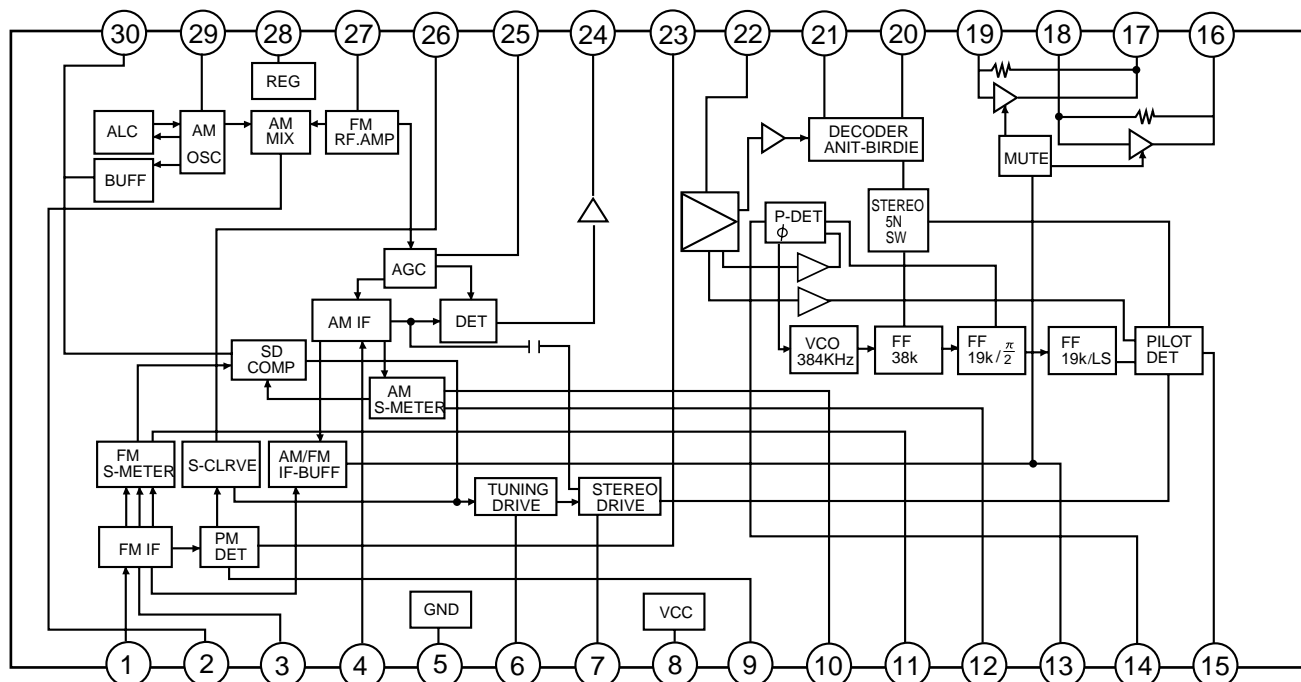 30 29 28 27 26 25 24 23 22 21 20 19 18 17 16
REG
ALC
AM
OSC
AM
MIX
FM
RF.AMP
BUFF
DECODER
ANIT-BIRDIE
MUTE
STEREO
5N
SW
P-DET
ϕ
AGC
AM IF
DET
SD
COMP
VCO
384KHz
FF
38k
FF
19k/π/2
FF
19k/LS
PILOT
DET
AM
S-METER
FM
S-METER
S-CLRVE
AM/FM
IF-BUFF
TUNING
DRIVE
STEREO
DRIVE
FM IF
PM
DET
GND
VCC
1 2 3 4 5 6 7 8 9 10 11 12 13 14 15